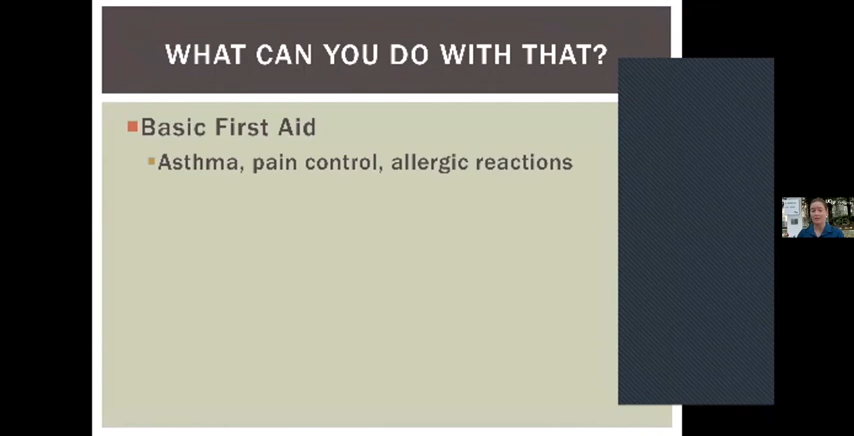 WHAT CAN YOU DO WITH THAT?
Basic First Aid
Asthma, pain control, allergic reactions